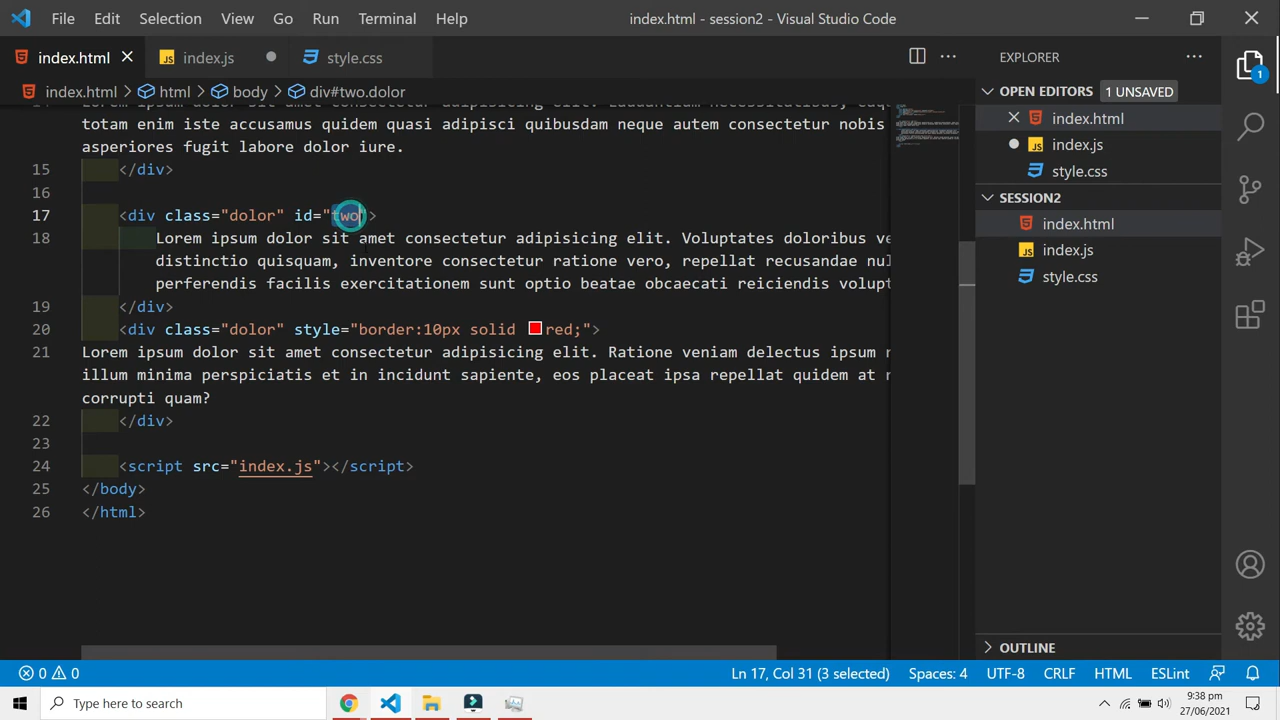 File Edit Selection View Go Run Terminal Help index.html - session2 - Visual Studio Code
index.html index.js style.css
index.html > html > body > div#two.dolor
totam enim iste accusamus quidem quasi adipisci quibusdam neque autem consectetur nobis
asperiores fugit labore dolor iure.
15 </div>
16
17 <div class="dolor" id="two">
18 Lorem ipsum dolor sit amet consectetur adipisicing elit. Voluptates doloribus ve
distinctio quisquam, inventore consectetur ratione vero, repellat recusandae nul
perferendis facilis exercitationem sunt optio beatae obcaecati reiciendis volupt
19 </div>
20 <div class="dolor" style="border:10px solid red;">
21 Lorem ipsum dolor sit amet consectetur adipisicing elit. Ratione veniam delectus ipsum r
illum minima perspiciatis et in incidunt sapiente, eos placeat ipsa repellat quidem at r
corrupti quam?
22 </div>
23
24 <script src="index.js"></script>
25 </body>
26 </html>
EXPLORER
OPEN EDITORS 1 UNSAVED
index.html
index.js
style.css
SESSION2
index.html
index.js
style.css
OUTLINE
1
0 0 Ln 17, Col 31 (3 selected) Spaces: 4 UTF-8 CRLF HTML ESLint
Type here to search
9:38 pm
27/06/2021